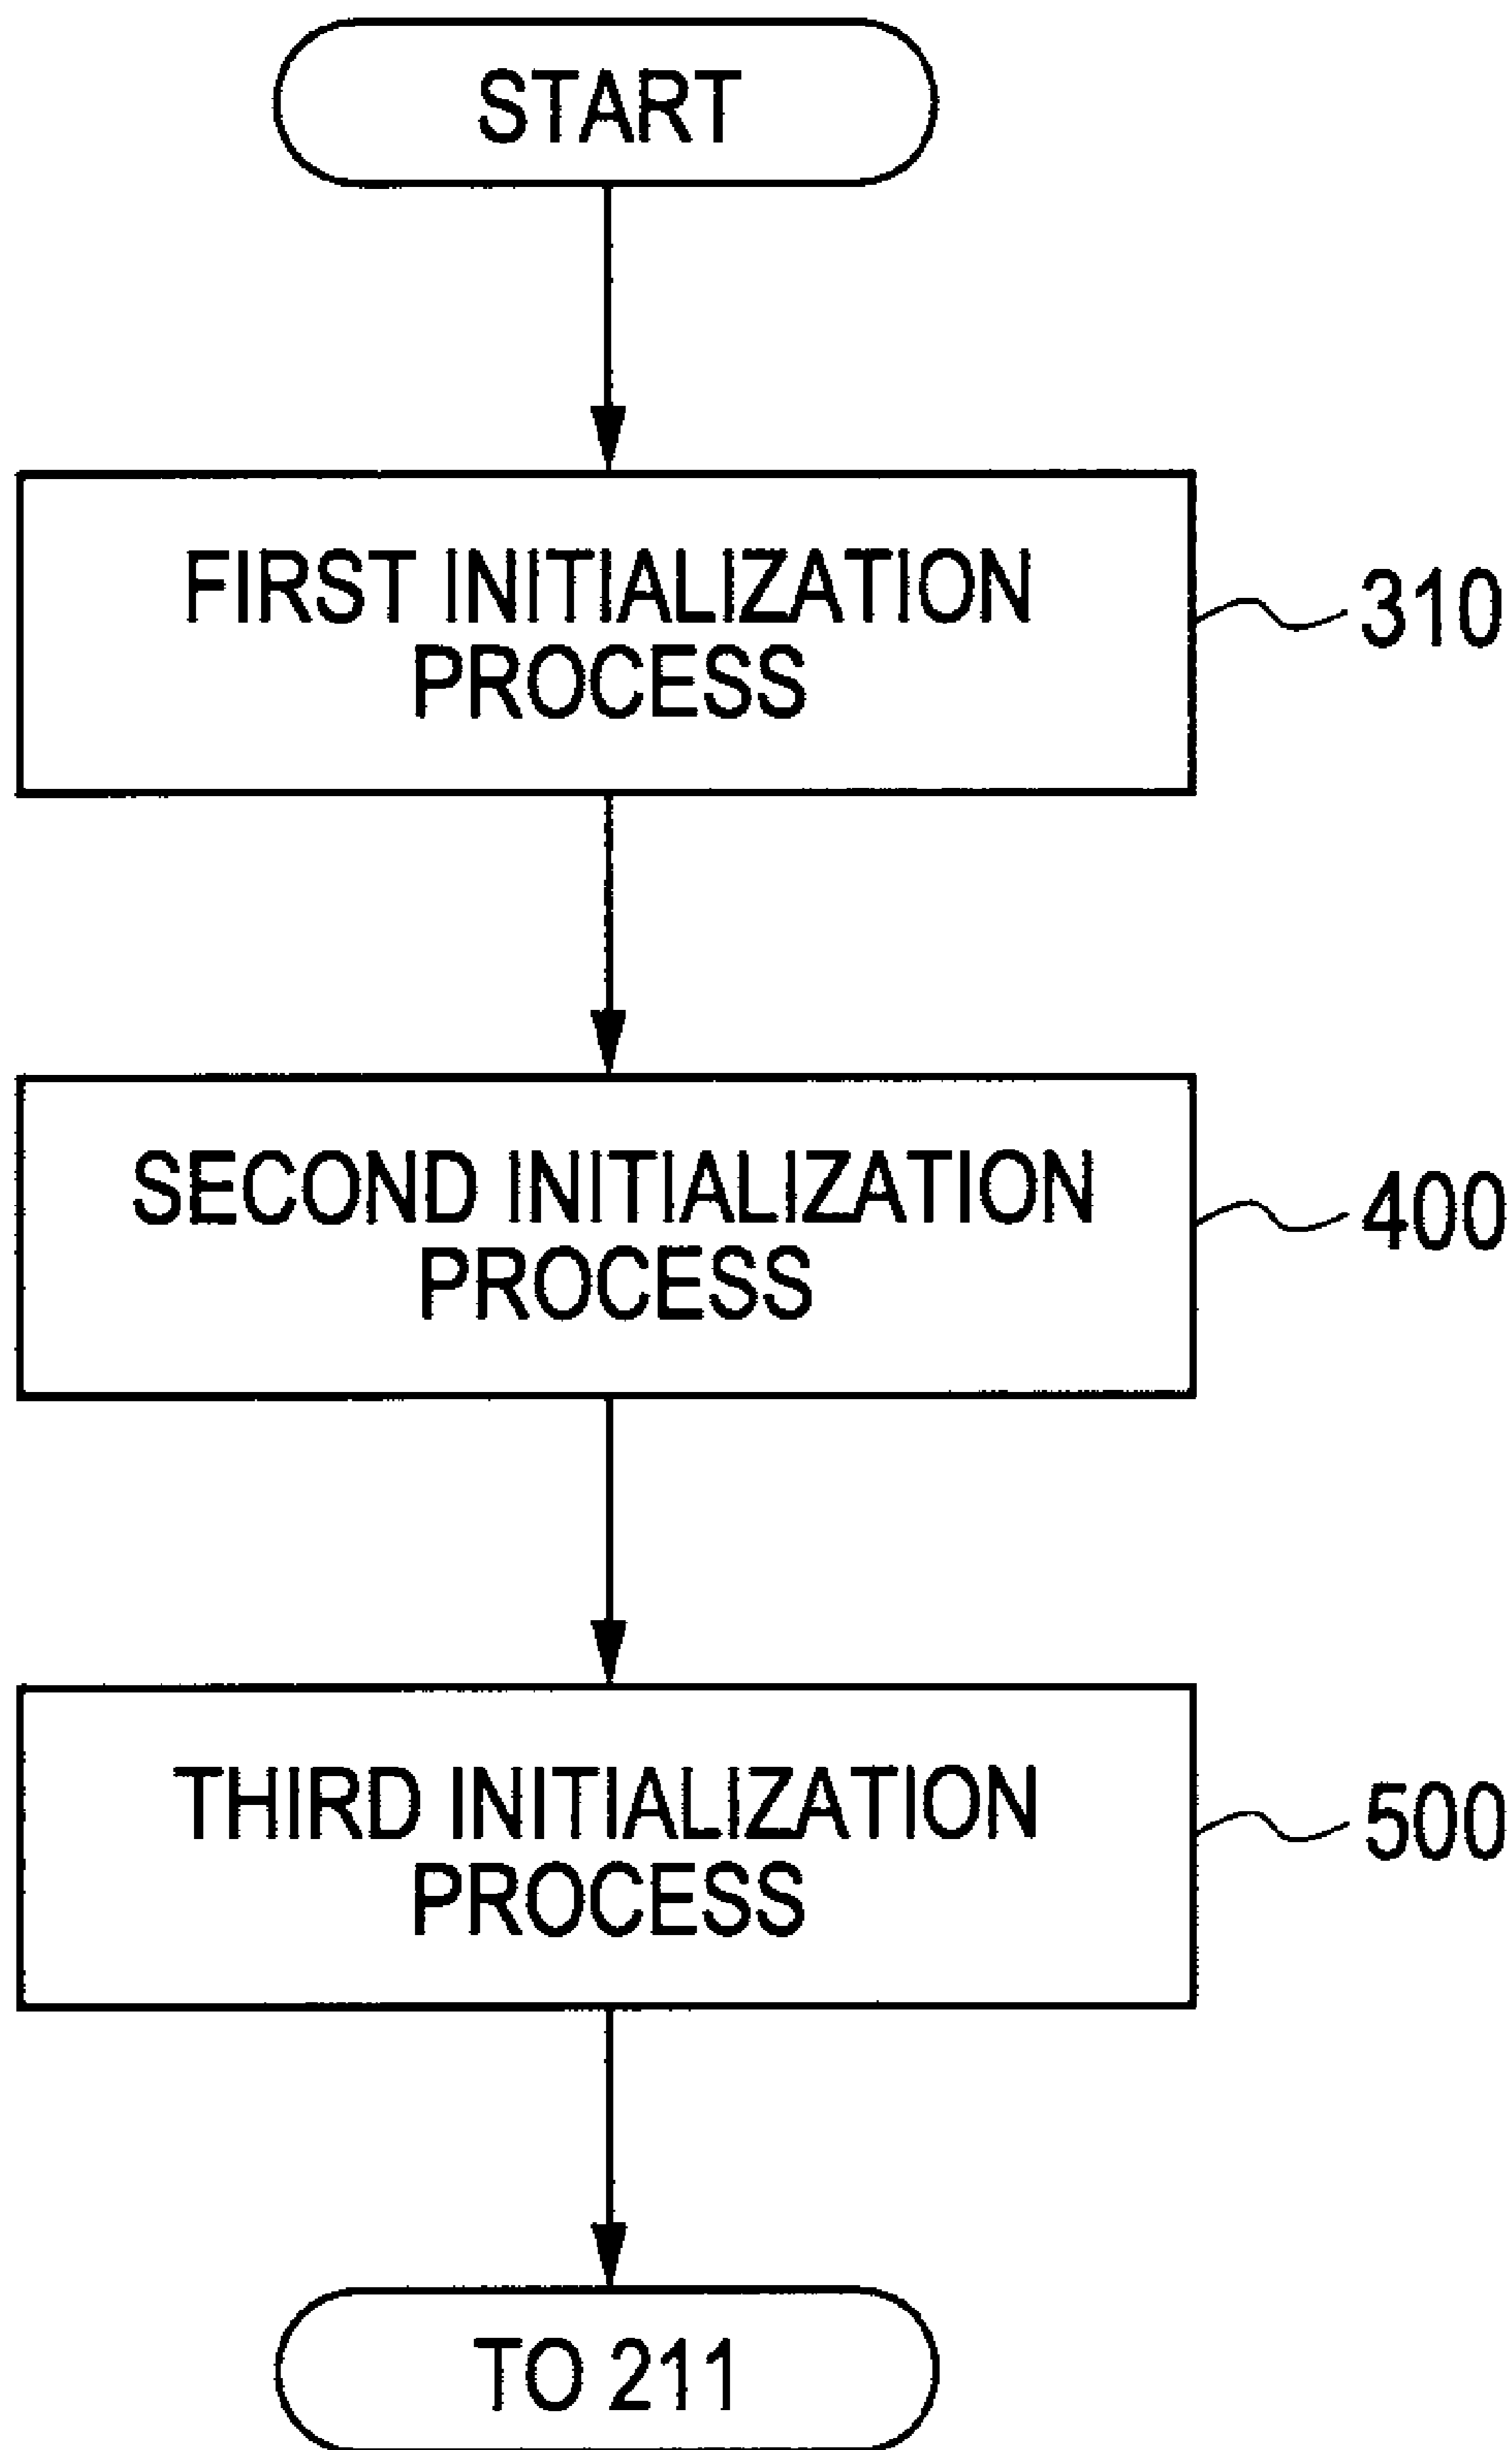 START
FIRST INITIALIZATION
PROCESS
310
SECOND INITIALIZATION
PROCESS
400
THIRD INITIALIZATION
PROCESS
500
TO 211